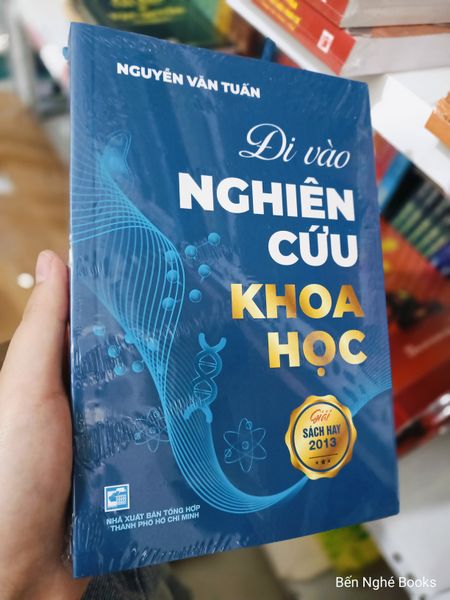 NGUYỄN VĂN TUẤN
Đi vào
NGHIÊN
CỨU
KHOA
HỌC
Giải
SÁCH HAY
2013
NHÀ XUẤT BẢN TỔNG HỢP
THÀNH PHỐ HỒ CHÍ MINH
Bến Nghé Books